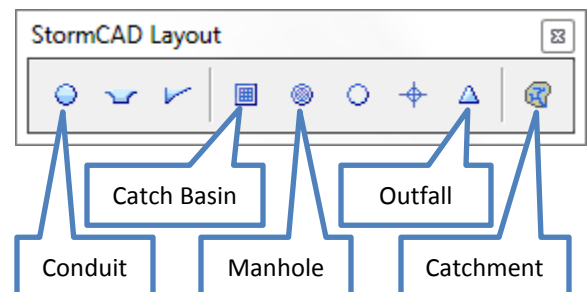 StormCAD Layout
Catch Basin
Outfall
Conduit
Manhole
Catchment